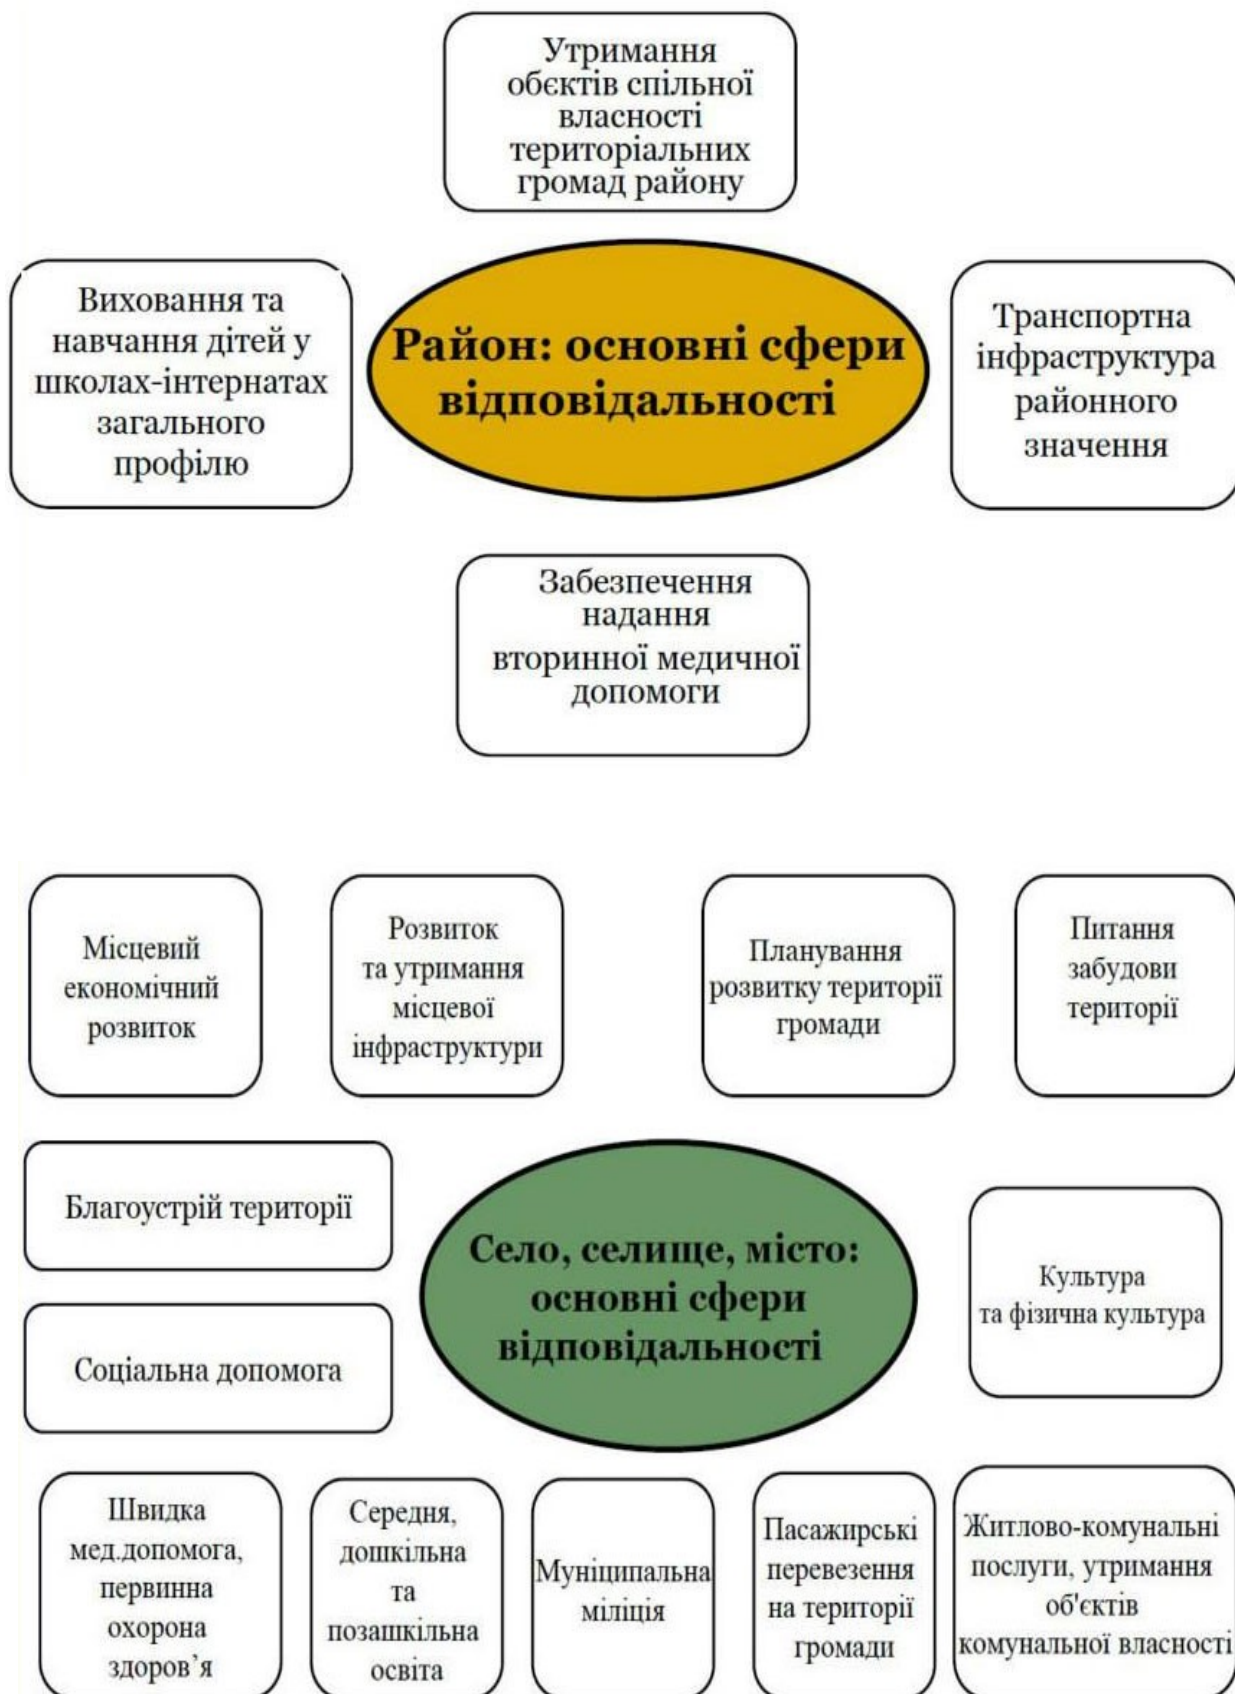 Утримання
обєктів спільної
власності
територіальних
громад району
Виховання та
навчання дітей у
школах-інтернатах
загального
профілю
Район: основні сфери
відповідальності
Транспортна
інфраструктура
районного
значення
Забезпечення
надання
вторинної медичної
допомоги
Місцевий
економічний
розвиток
Розвиток
та утримання
місцевої
інфраструктури
Планування
розвитку території
громади
Питання
забудови
території
Благоустрій території
Соціальна допомога
Село, селище, місто:
основні сфери
відповідальності
Культура
та фізична культура
Швидка
мед.допомога,
первинна
охорона
здоров’я
Середня,
дошкільна
та
позашкільна
освіта
Муніципальна
міліція
Пасажирські
перевезення
на території
громади
Житлово-комунальні
послуги, утримання
об'єктів
комунальної власності